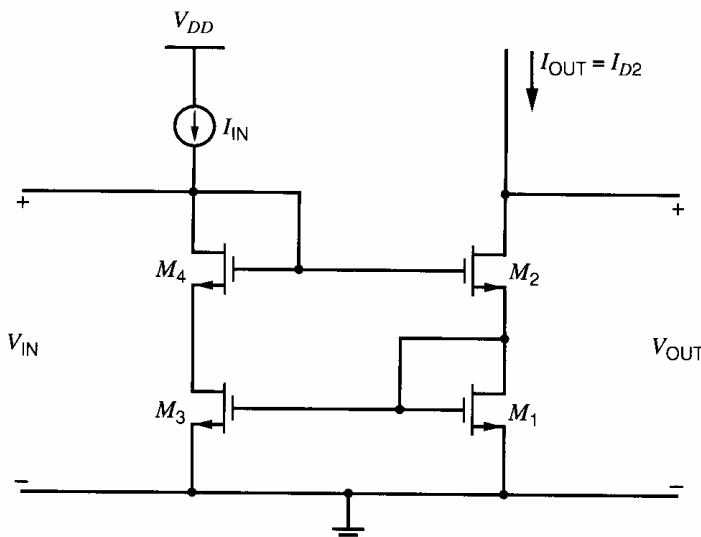 V_DD
I_OUT = I_D2
I_IN
+
+
M_4
M_2
V_IN
V_OUT
M_3
M_1
−
−